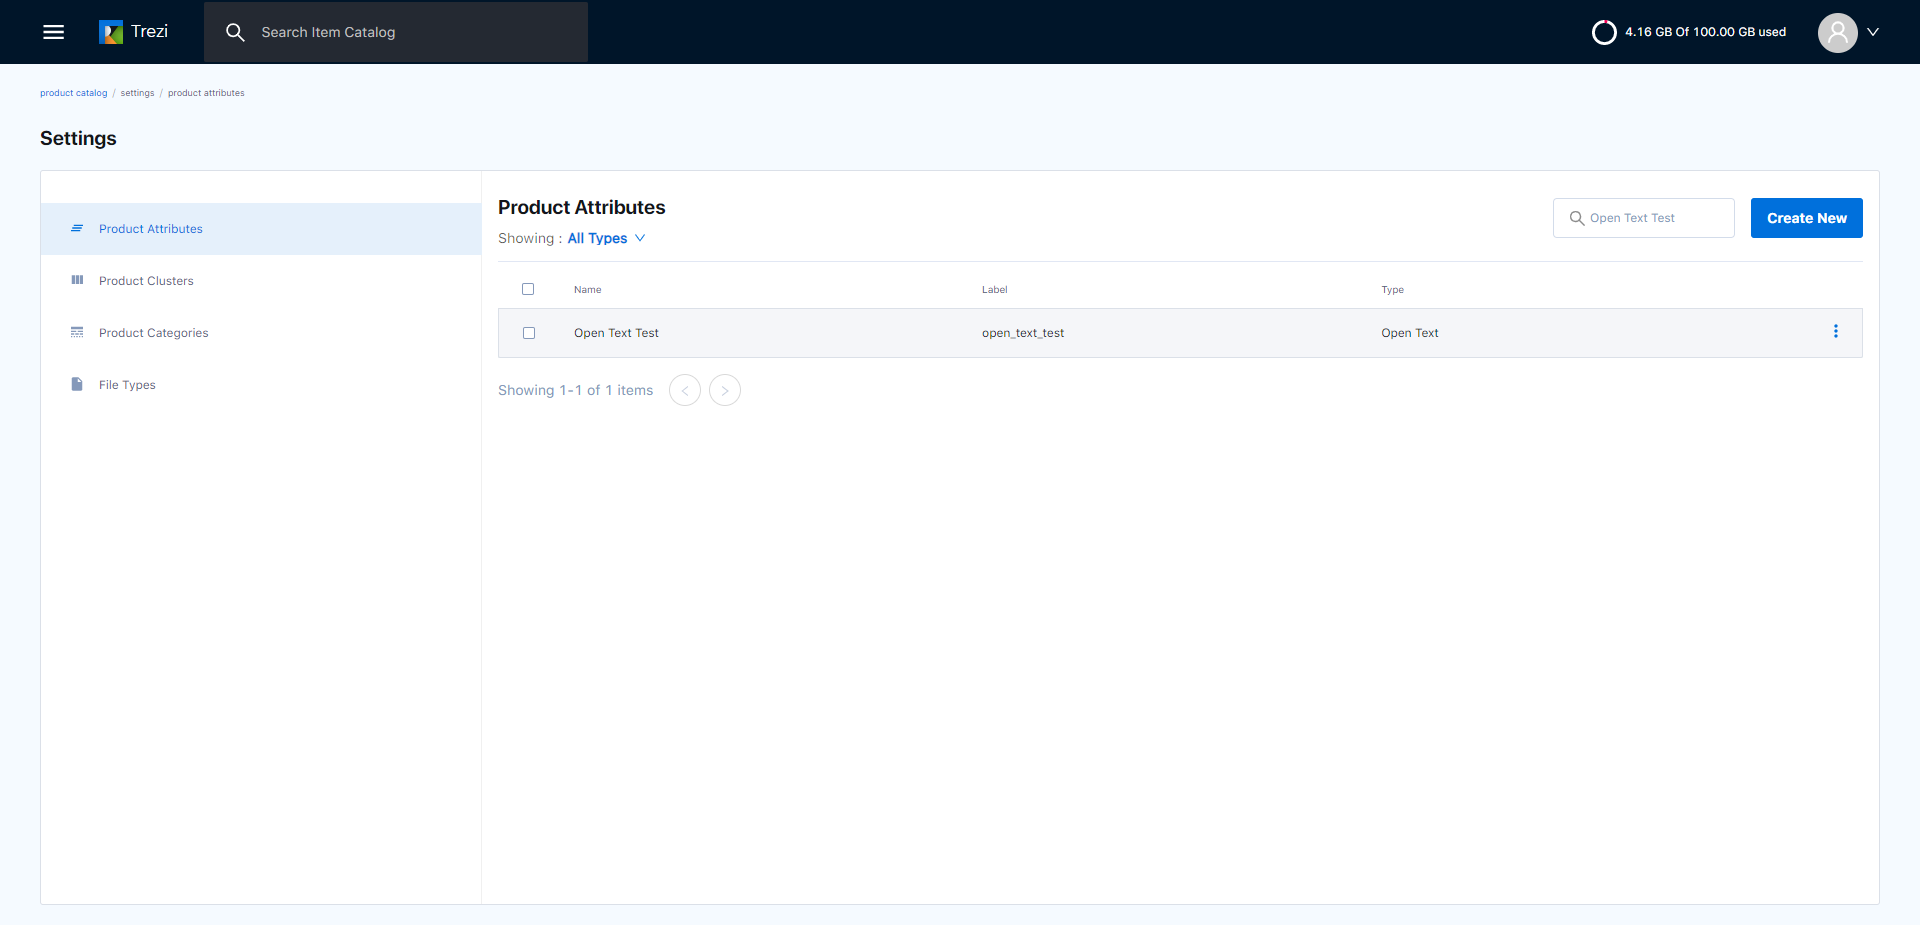 Trezi
Search Item Catalog
4.16 GB Of 100.00 GB used
product catalog / settings / product attributes
Settings
Product Attributes
Product Clusters
Product Categories
File Types
Product Attributes
Showing : All Types
Open Text Test
Create New
Name Label Type
Open Text Test open_text_test Open Text
Showing 1-1 of 1 items < >